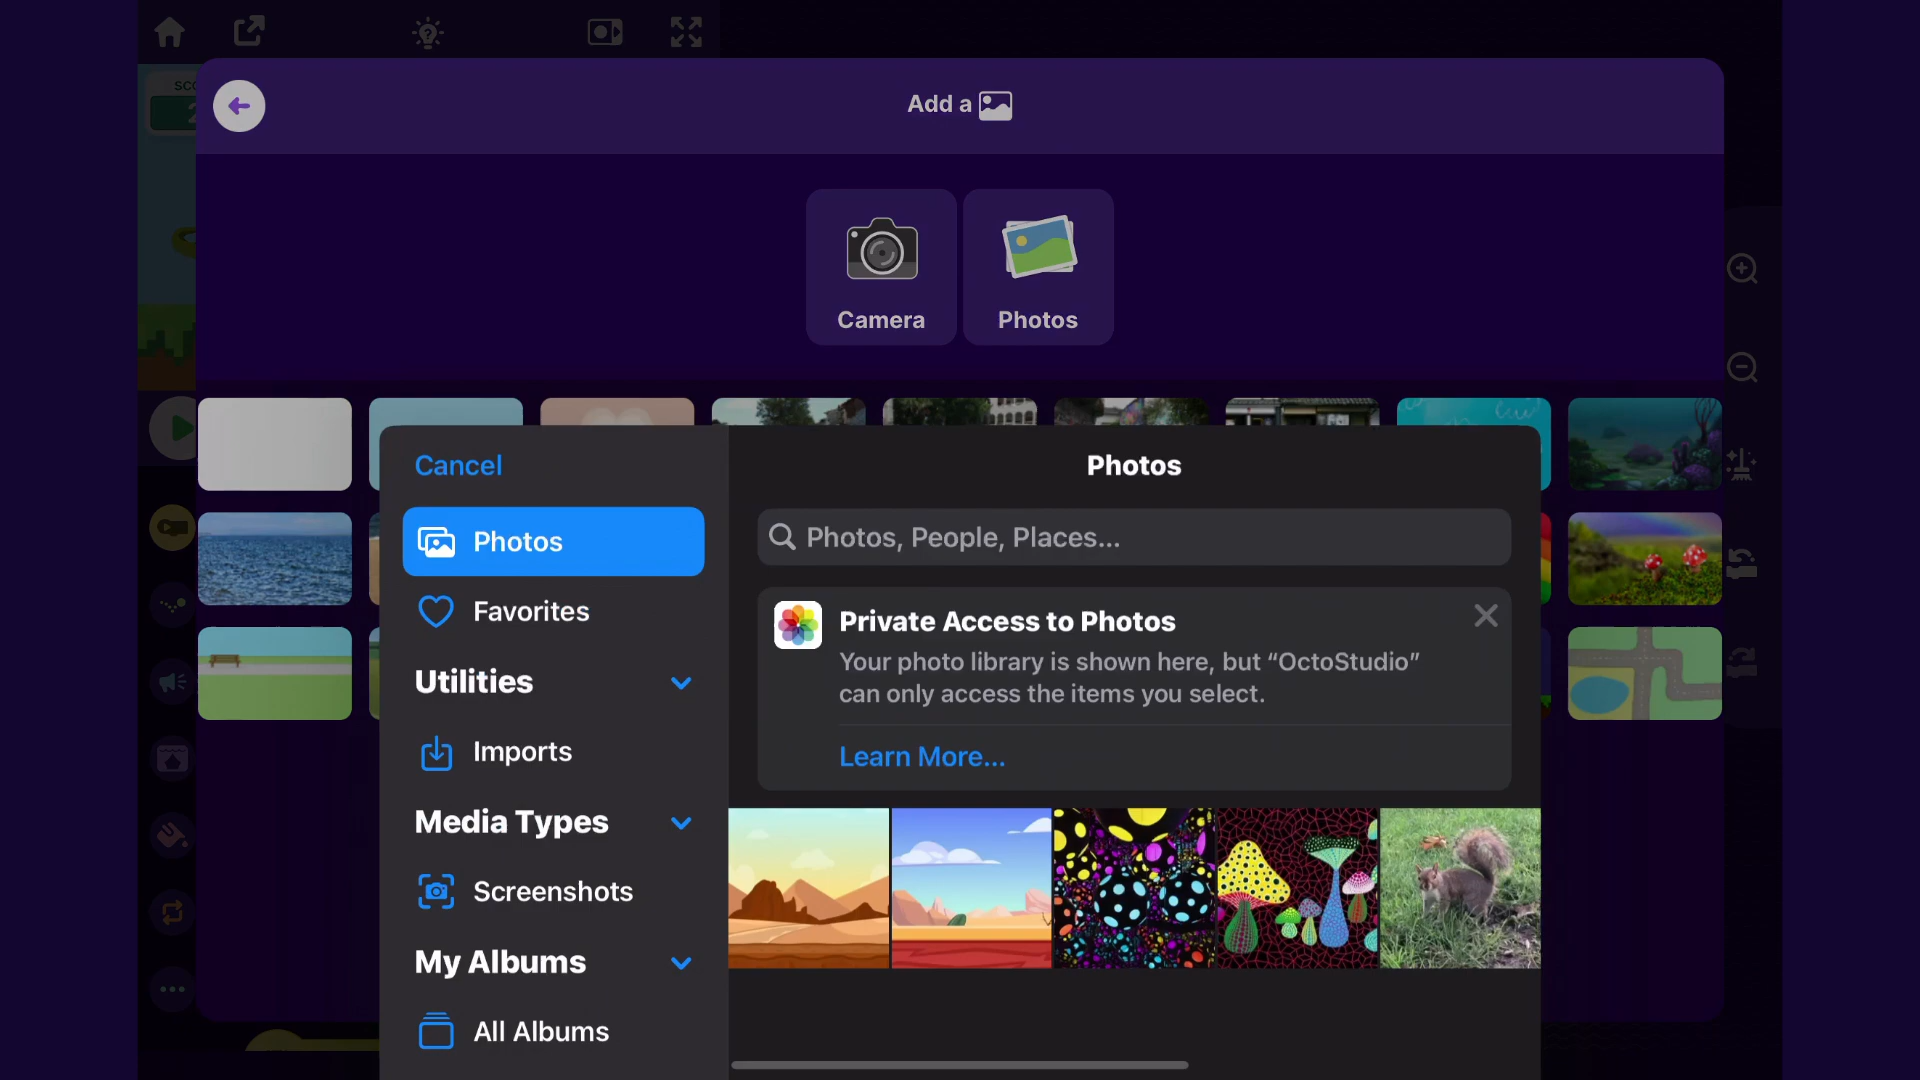 SCO
2
Add a
Camera
Photos
Cancel
Photos
Photos
Photos, People, Places...
Favorites
Private Access to Photos
Your photo library is shown here, but “OctoStudio”
can only access the items you select.
Learn More...
Utilities
Imports
Media Types
Screenshots
My Albums
All Albums